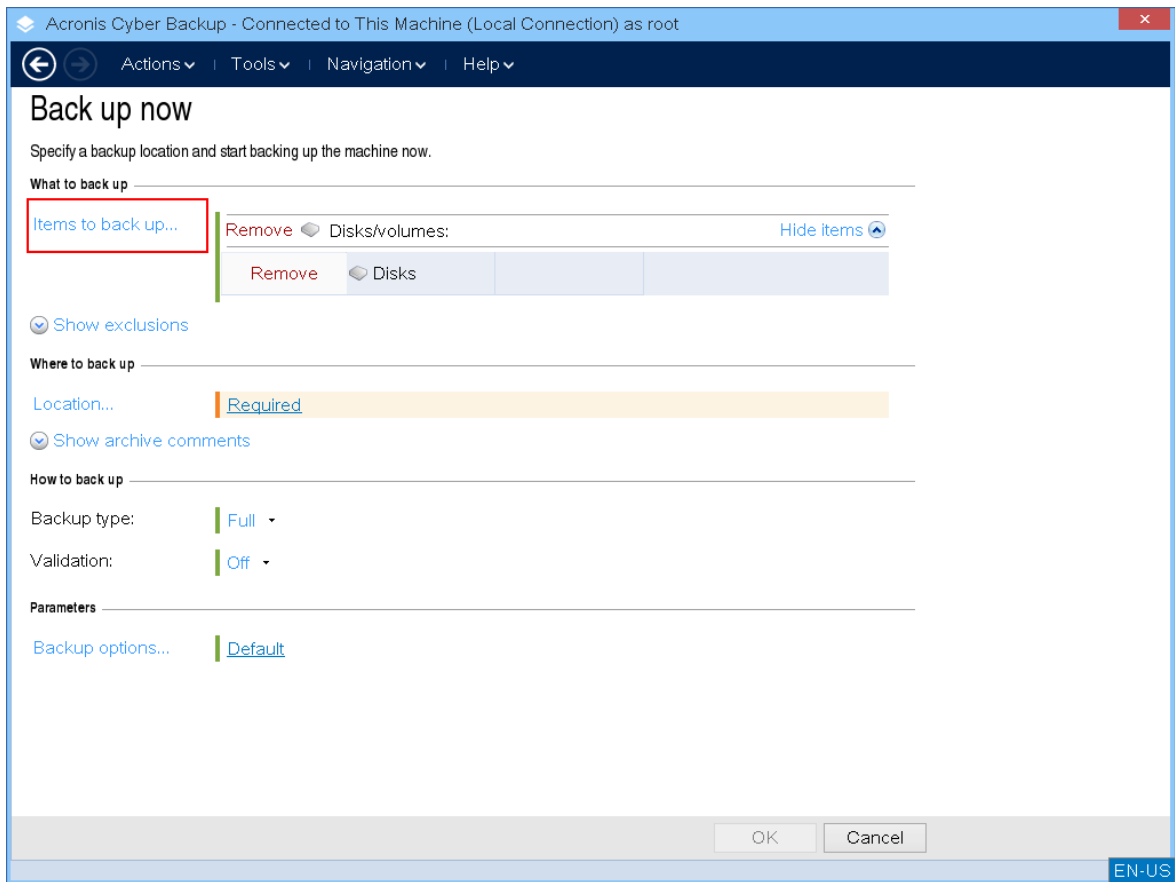 Acronis Cyber Backup - Connected to This Machine (Local Connection) as root
Actions Tools Navigation Help
Back up now
Specify a backup location and start backing up the machine now.
What to back up
Items to back up...
Remove Disks/volumes: Hide items
Remove Disks
Show exclusions
Where to back up
Location... Required
Show archive comments
How to back up
Backup type: Full
Validation: Off
Parameters
Backup options... Default
OK Cancel
EN-US